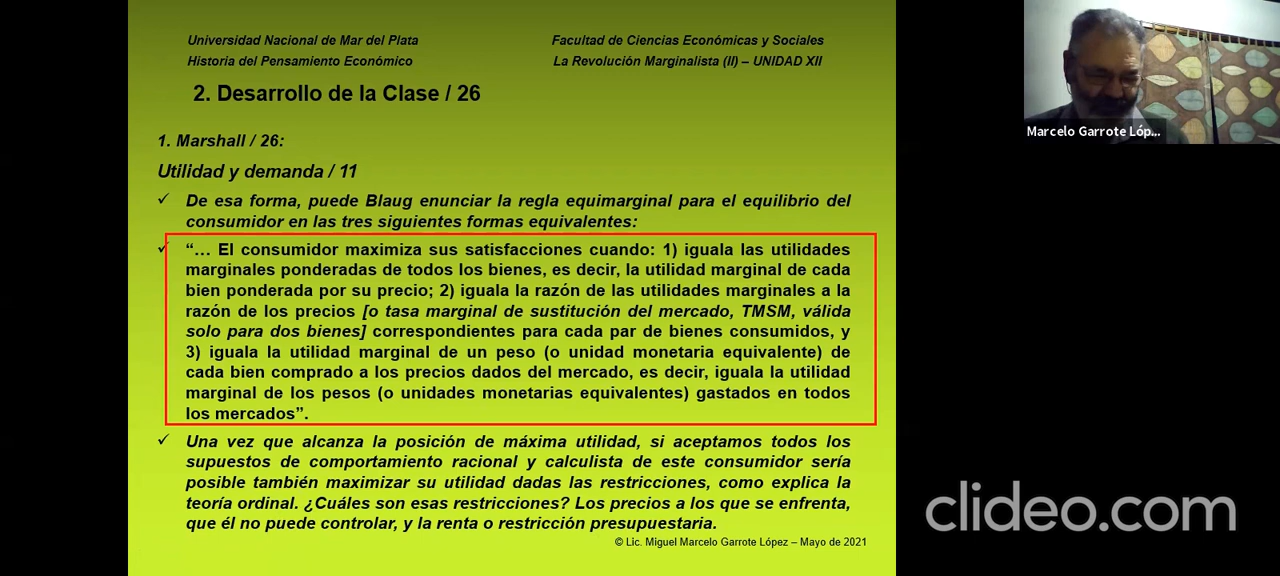 Universidad Nacional de Mar del Plata Facultad de Ciencias Económicas y Sociales
Historia del Pensamiento Económico La Revolución Marginalista (II) – UNIDAD XII
2. Desarrollo de la Clase / 26
1. Marshall / 26:
Utilidad y demanda / 11
✓ De esa forma, puede Blaug enunciar la regla equimarginal para el equilibrio del
consumidor en las tres siguientes formas equivalentes:
✓ “… El consumidor maximiza sus satisfacciones cuando: 1) iguala las utilidades
marginales ponderadas de todos los bienes, es decir, la utilidad marginal de cada
bien ponderada por su precio; 2) iguala la razón de las utilidades marginales a la
razón de los precios [o tasa marginal de sustitución del mercado, TMSM, válida
solo para dos bienes] correspondientes para cada par de bienes consumidos, y
3) iguala la utilidad marginal de un peso (o unidad monetaria equivalente) de
cada bien comprado a los precios dados del mercado, es decir, iguala la utilidad
marginal de los pesos (o unidades monetarias equivalentes) gastados en todos
los mercados”.
✓ Una vez que alcanza la posición de máxima utilidad, si aceptamos todos los
supuestos de comportamiento racional y calculista de este consumidor sería
posible también maximizar su utilidad dadas las restricciones, como explica la
teoría ordinal. ¿Cuáles son esas restricciones? Los precios a los que se enfrenta,
que él no puede controlar, y la renta o restricción presupuestaria.
© Lic. Miguel Marcelo Garrote López – Mayo de 2021
Marcelo Garrote Lóp...
clideo.com